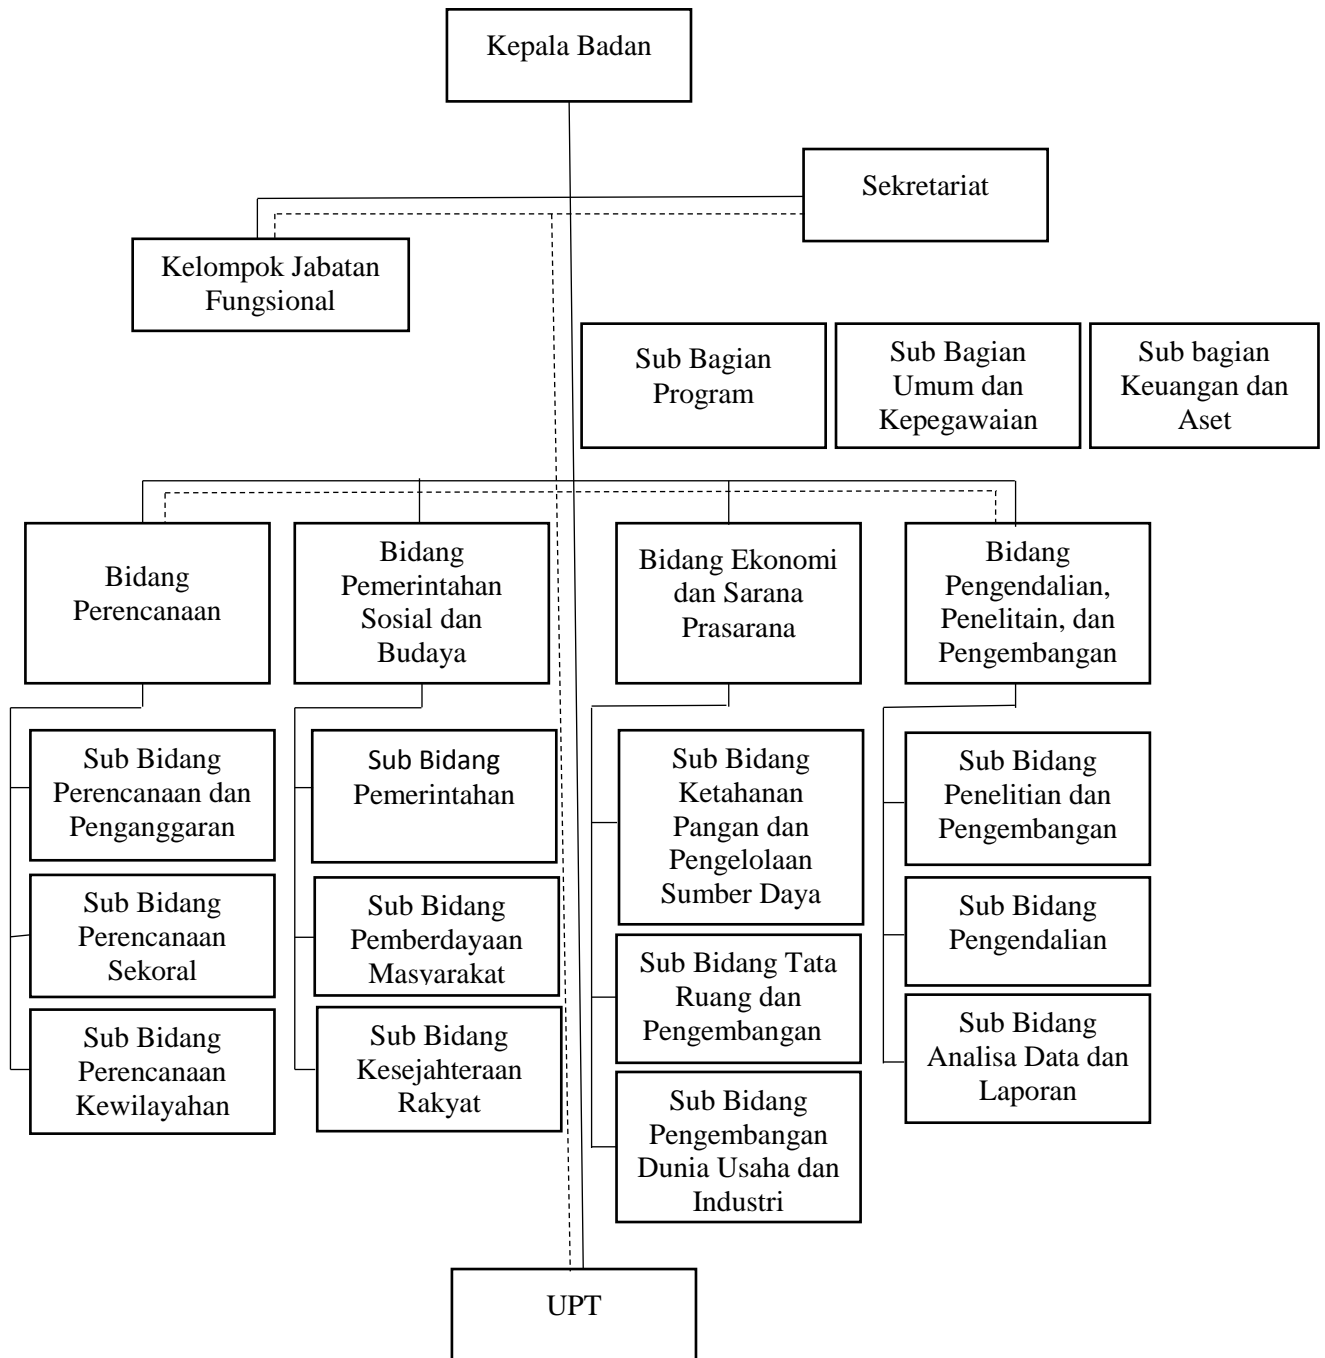 Kepala Badan
Sekretariat
Kelompok Jabatan
Fungsional
Sub Bagian
Program
Sub Bagian
Umum dan
Kepegawaian
Sub bagian
Keuangan dan
Aset
Bidang
Perencanaan
Bidang
Pemerintahan
Sosial dan
Budaya
Bidang Ekonomi
dan Sarana
Prasarana
Bidang
Pengendalian,
Penelitain, dan
Pengembangan
Sub Bidang
Perencanaan dan
Penganggaran
Sub Bidang
Perencanaan
Sekoral
Sub Bidang
Perencanaan
Kewilayahan
Sub Bidang
Pemerintahan
Sub Bidang
Pemberdayaan
Masyarakat
Sub Bidang
Kesejahteraan
Rakyat
Sub Bidang
Ketahanan
Pangan dan
Pengelolaan
Sumber Daya
Sub Bidang Tata
Ruang dan
Pengembangan
Sub Bidang
Pengembangan
Dunia Usaha dan
Industri
Sub Bidang
Penelitian dan
Pengembangan
Sub Bidang
Pengendalian
Sub Bidang
Analisa Data dan
Laporan
UPT